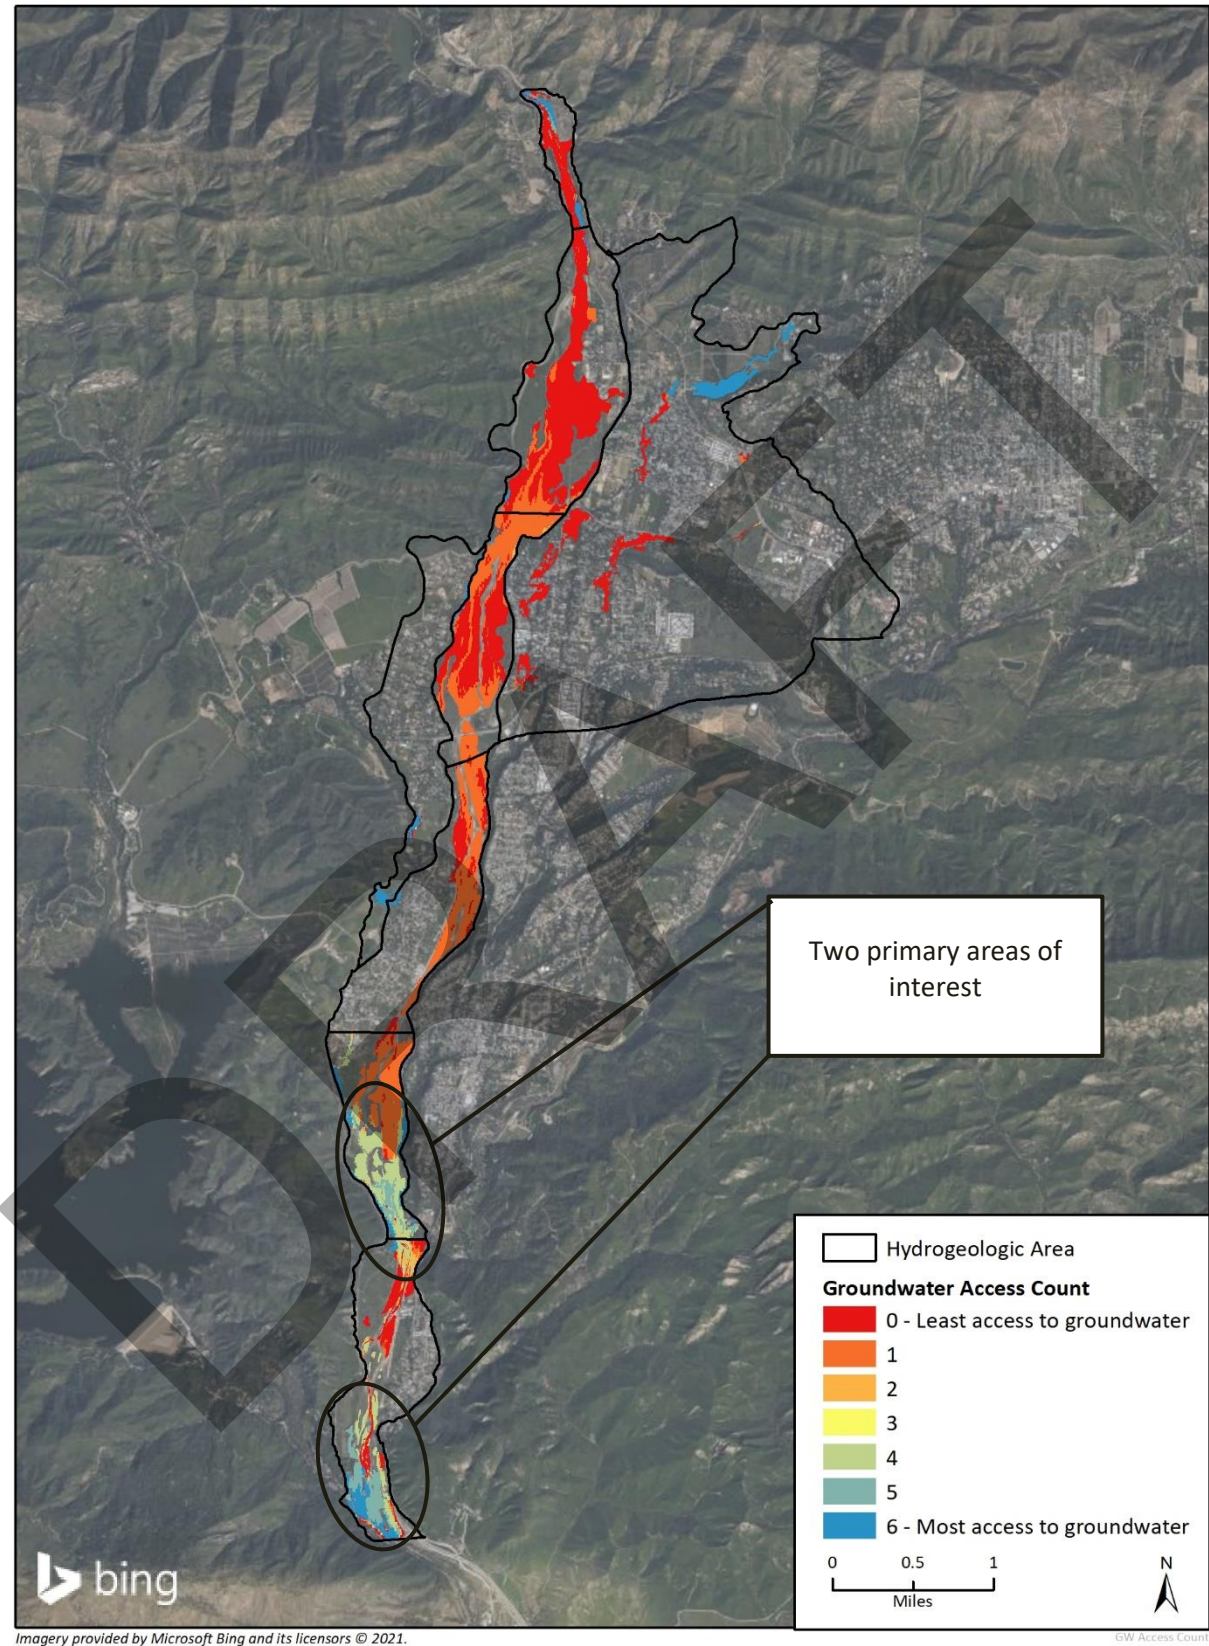 DRAFT
Two primary areas of
interest
Hydrogeologic Area
Groundwater Access Count
0 - Least access to groundwater
1
2
3
4
5
6 - Most access to groundwater
0 0.5 1
Miles
N
bing
Imagery provided by Microsoft Bing and its licensors © 2021.
GW Access Count